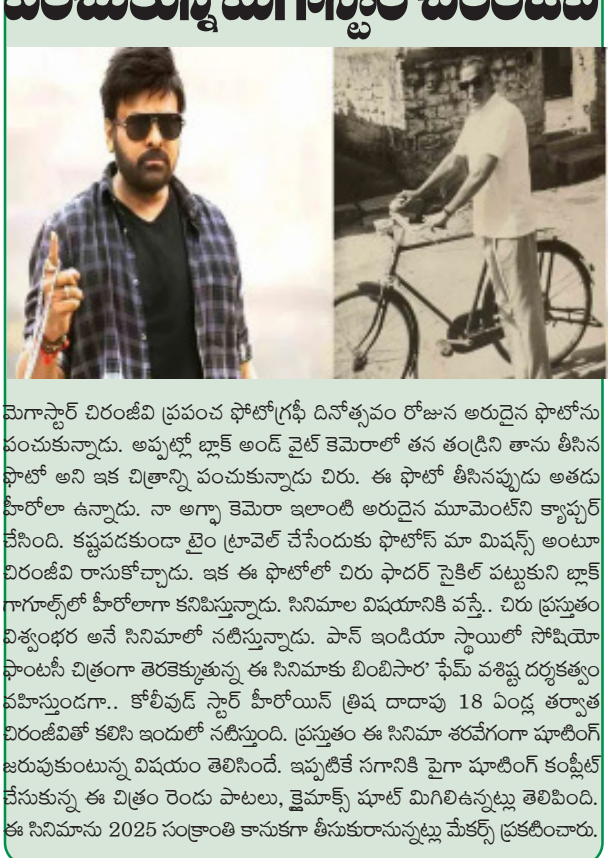 మెగాస్టార్ చిరంజీవి
మెగాస్టార్ చిరంజీవి ప్రపంచ ఫోటోగ్రఫీ దినోత్సవం రోజున అరుదైన ఫొటోను
పంచుకున్నాడు. అప్పట్లో బ్లాక్ అండ్ వైట్ కెమెరాలో తన తండ్రిని తాను తీసిన
ఫొటో అని ఇక చిత్రాన్ని పంచుకున్నాడు చిరు. ఈ ఫొటో తీసినప్పుడు అతడు
హీరోలా ఉన్నాడు. నా అగ్ఫా కెమెరా ఇలాంటి అరుదైన మూమెంట్‌ని క్యాప్చర్
చేసింది. కష్టపడకుండా టైం ట్రావెల్ చేసేందుకు ఫొటోస్ మా మిషన్స్ అంటూ
చిరంజీవి రాసుకోచ్చాడు. ఇక ఈ ఫొటోలో చిరు ఫాదర్ సైకిల్ పట్టుకుని బ్లాక్
గాగుల్స్‌లో హీరోలాగా కనిపిస్తున్నాడు. సినిమాల విషయానికి వస్తే.. చిరు ప్రస్తుతం
విశ్వంభర అనే సినిమాలో నటిస్తున్నాడు. పాన్ ఇండియా స్థాయిలో సోషియో
ఫాంటసీ చిత్రంగా తెరకెక్కుతున్న ఈ సినిమాకు బింబిసార' ఫేమ్ వశిష్ట దర్శకత్వం
వహిస్తుండగా.. కోలీవుడ్ స్టార్ హీరోయిన్ త్రిష దాదాపు 18 ఏండ్ల తర్వాత
చిరంజీవితో కలిసి ఇందులో నటిస్తుంది. ప్రస్తుతం ఈ సినిమా శరవేగంగా షూటింగ్
జరుపుకుంటున్న విషయం తెలిసిందే. ఇప్పటికే సగానికి పైగా షూటింగ్ కంప్లీట్
చేసుకున్న ఈ చిత్రం రెండు పాటలు, క్లైమాక్స్ షూట్ మిగిలిఉన్నట్లు తెలిపింది.
ఈ సినిమాను 2025 సంక్రాంతి కానుకగా తీసుకురానున్నట్లు మేకర్స్ ప్రకటించారు.